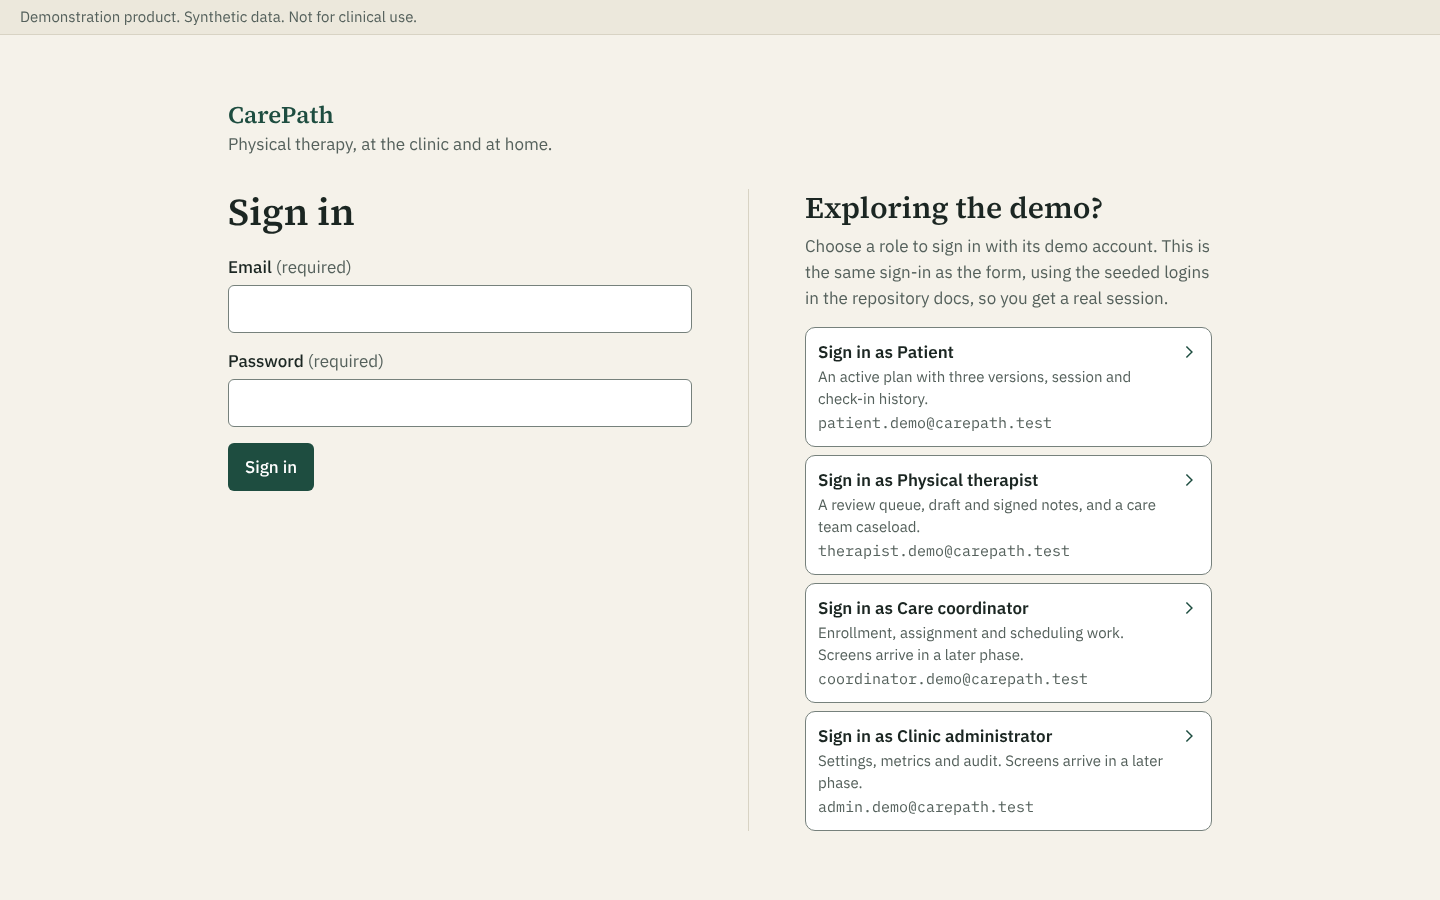 Demonstration product. Synthetic data. Not for clinical use.
CarePath
Physical therapy, at the clinic and at home.
Sign in
Email (required)
Password (required)
Sign in
Exploring the demo?
Choose a role to sign in with its demo account. This is
the same sign-in as the form, using the seeded logins
in the repository docs, so you get a real session.
Sign in as Patient
An active plan with three versions, session and
check-in history.
patient.demo@carepath.test
Sign in as Physical therapist
A review queue, draft and signed notes, and a care
team caseload.
therapist.demo@carepath.test
Sign in as Care coordinator
Enrollment, assignment and scheduling work.
Screens arrive in a later phase.
coordinator.demo@carepath.test
Sign in as Clinic administrator
Settings, metrics and audit. Screens arrive in a later
phase.
admin.demo@carepath.test